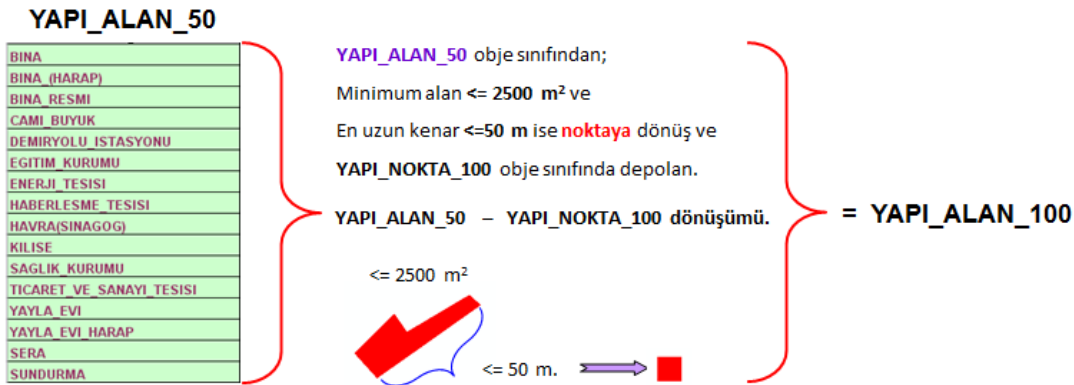 YAPI_ALAN_50
BINA
BINA_(HARAP)
BINA_RESMI
CAMI_BUYUK
DEMIRYOLU_ISTASYONU
EGITIM_KURUMU
ENERJI_TESISI
HABERLESME_TESISI
HAVRA(SINAGOG)
KILISE
SAGLIK_KURUMU
TICARET_VE_SANAYI_TESISI
YAYLA_EVI
YAYLA_EVI_HARAP
SERA
SUNDURMA
YAPI_ALAN_50 obje sınıfından;
Minimum alan <= 2500 m² ve
En uzun kenar <=50 m ise noktaya dönüş ve
YAPI_NOKTA_100 obje sınıfında depolan.
YAPI_ALAN_50 – YAPI_NOKTA_100 dönüşümü.
<= 2500 m²
<= 50 m.
= YAPI_ALAN_100